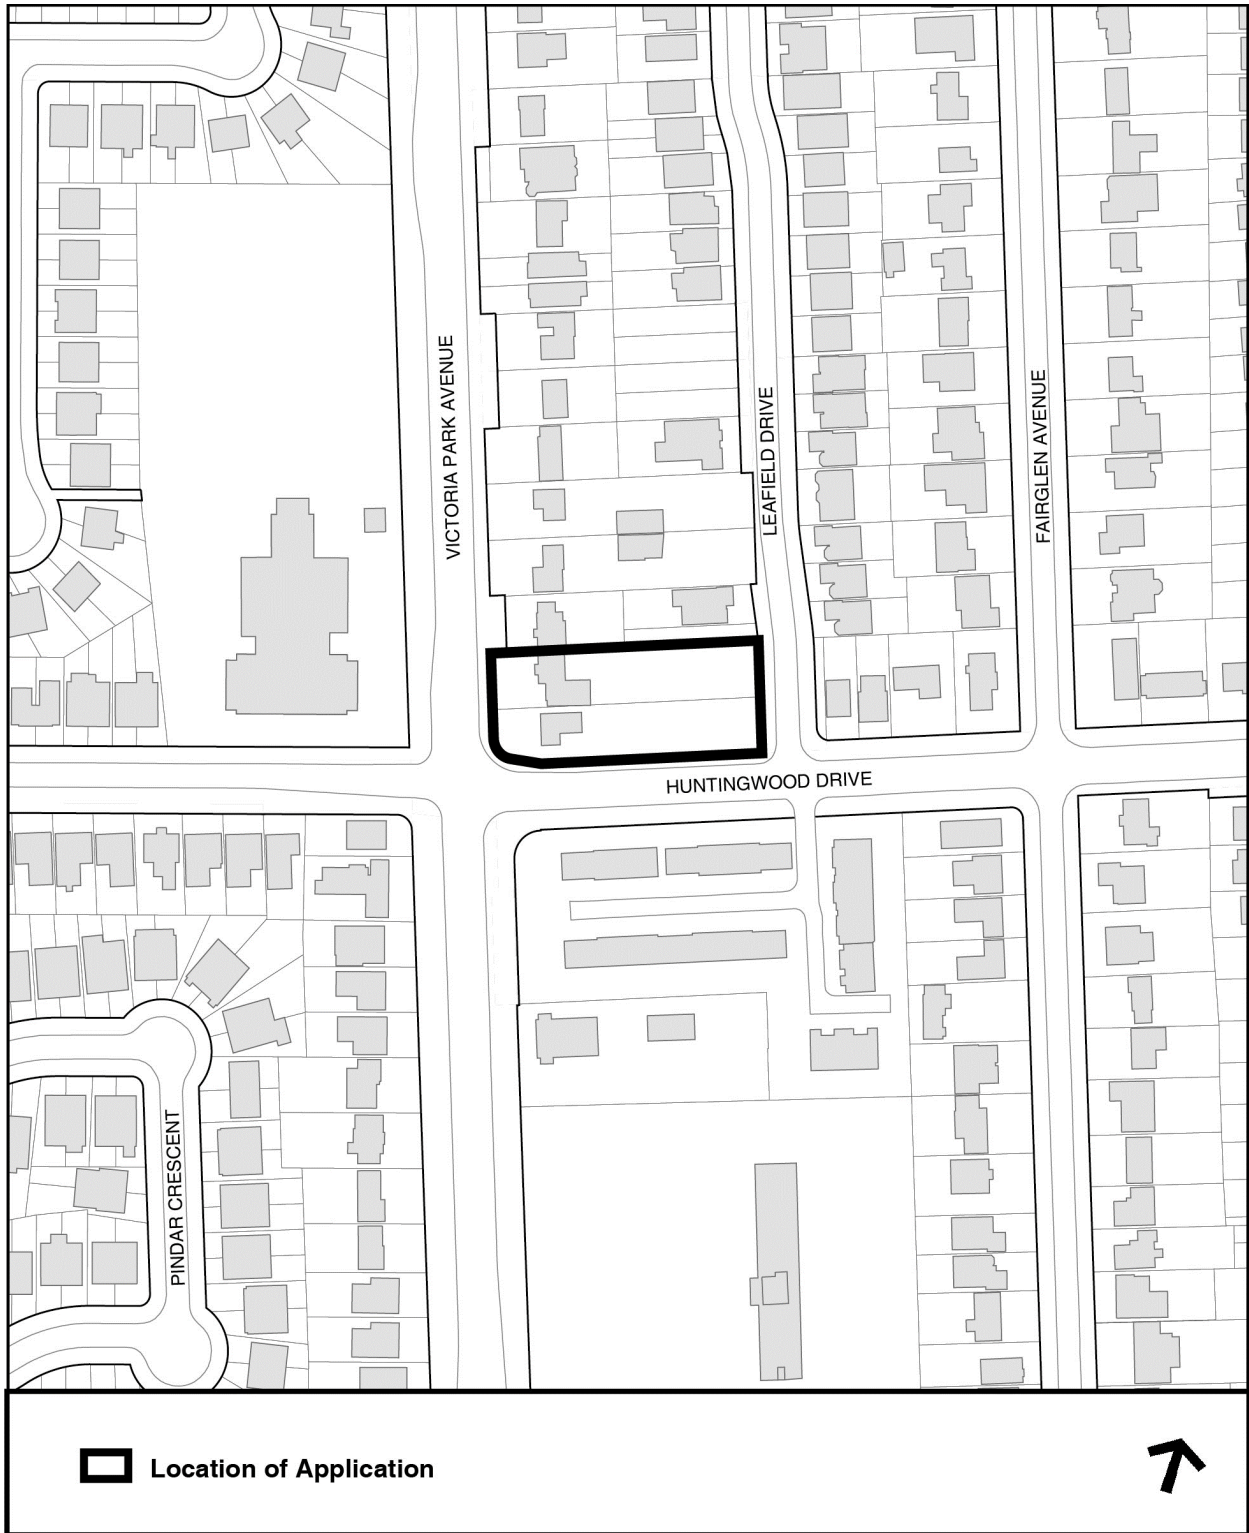 VICTORIA PARK AVENUE
LEAFIELD DRIVE
FAIRGLEN AVENUE
HUNTINGWOOD DRIVE
PINDAR CRESCENT
Location of Application